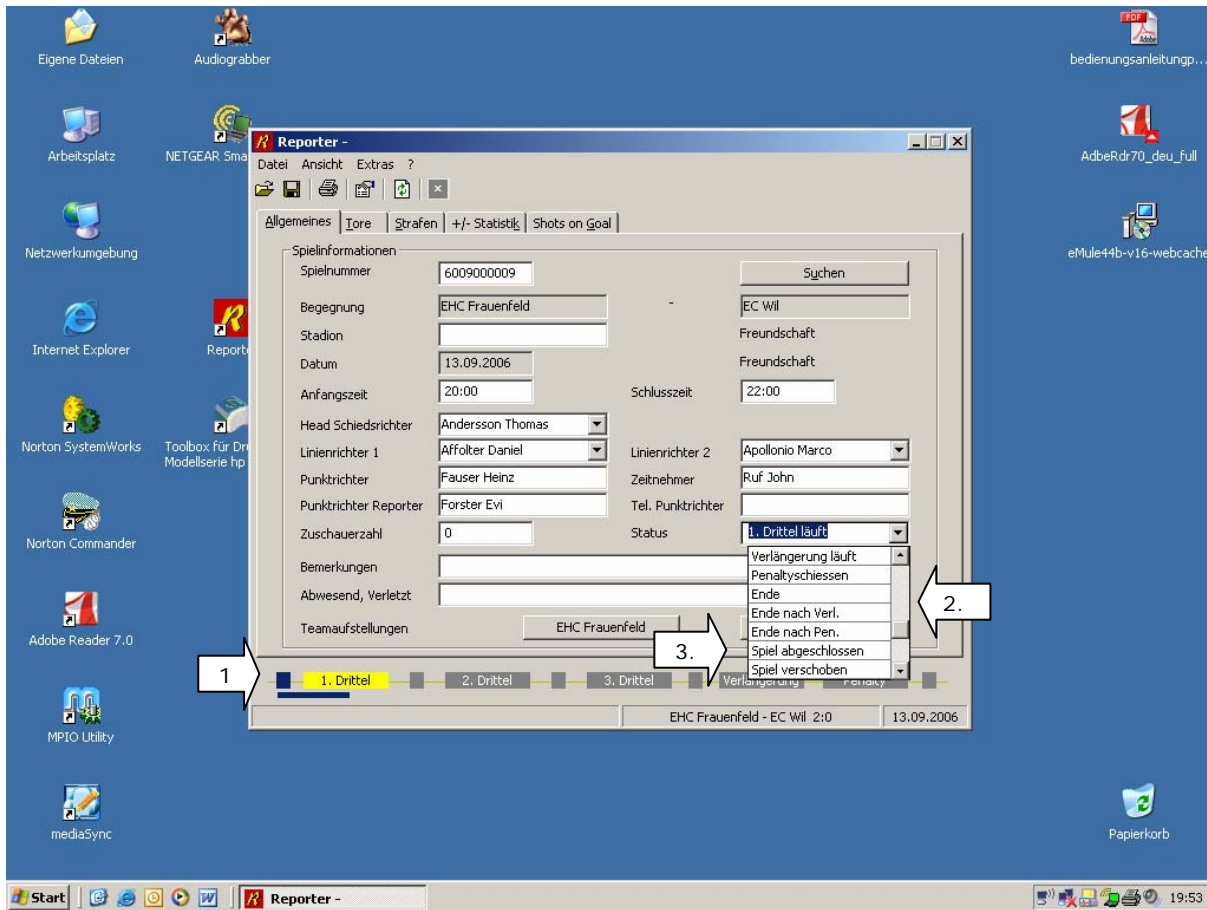 Eigene Dateien
Audiograbber
bedienungsanleitungp...
PDF
Adobe
Arbeitsplatz
NETGEAR Sma
AdbeRdr70_deu_full
Netzwerkumgebung
eMule44b-v16-webcache
Internet Explorer
Reporte
Norton SystemWorks
Toolbox für Dr
Modellserie hp
Norton Commander
Adobe Reader 7.0
MPIO Utility
mediaSync
Papierkorb
Reporter -
Datei Ansicht Extras ?
Allgemeines Tore Strafen +/- Statistik Shots on Goal
Spielinformationen
Spielnummer 6009000009 Suchen
Begegnung EHC Frauenfeld - EC Wil
Stadion Freundschaft
Datum 13.09.2006 Freundschaft
Anfangszeit 20:00 Schlusszeit 22:00
Head Schiedsrichter Andersson Thomas
Linienrichter 1 Affolter Daniel Linienrichter 2 Apollonio Marco
Punktrichter Fauser Heinz Zeitnehmer Ruf John
Punktrichter Reporter Forster Evi Tel. Punktrichter
Zuschauerzahl 0 Status 1. Drittel läuft
Bemerkungen
Abwesend, Verletzt
Teamaufstellungen EHC Frauenfeld
Verlängerung läuft
Penaltyschiessen
Ende
Ende nach Verl.
Ende nach Pen.
Spiel abgeschlossen
Spiel verschoben
2.
3.
1
1. Drittel 2. Drittel 3. Drittel Verlängerung Penalty
EHC Frauenfeld - EC Wil 2:0 13.09.2006
Start Reporter - 19:53